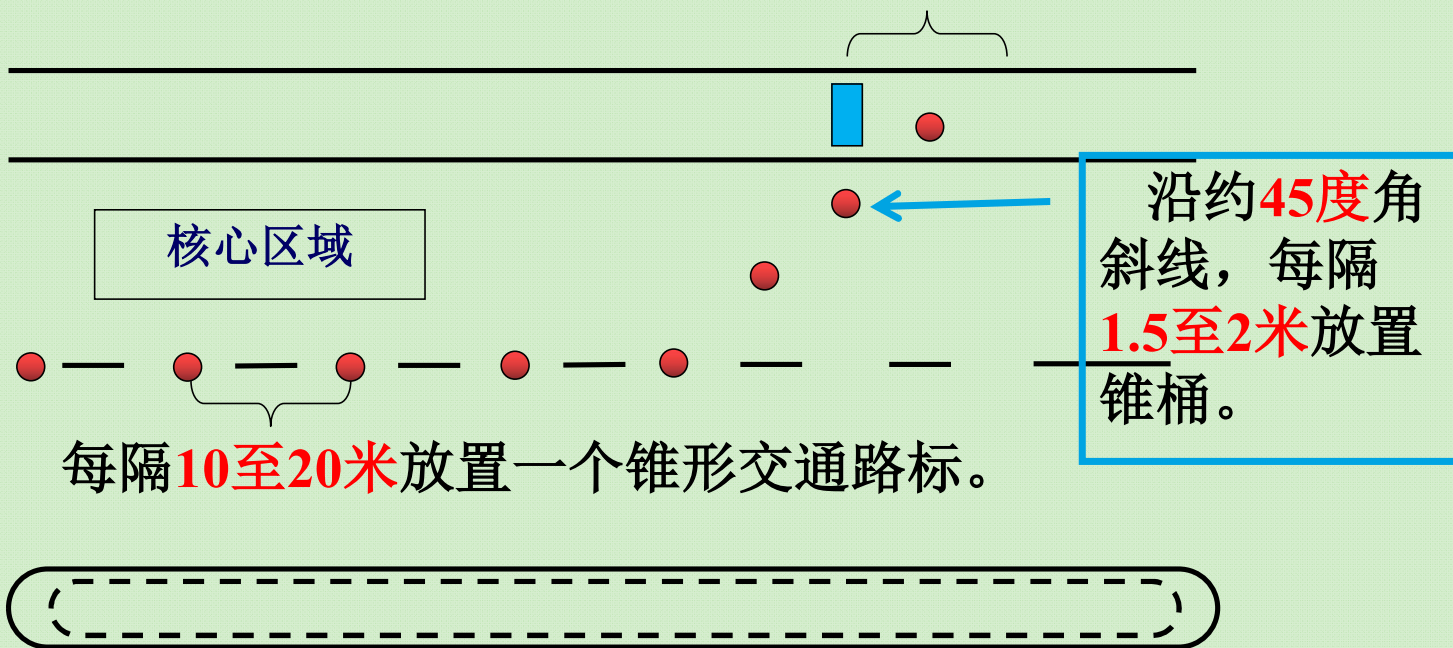 核心区域
沿约45度角
斜线，每隔
1.5至2米放置
锥桶。
每隔10至20米放置一个锥形交通路标。